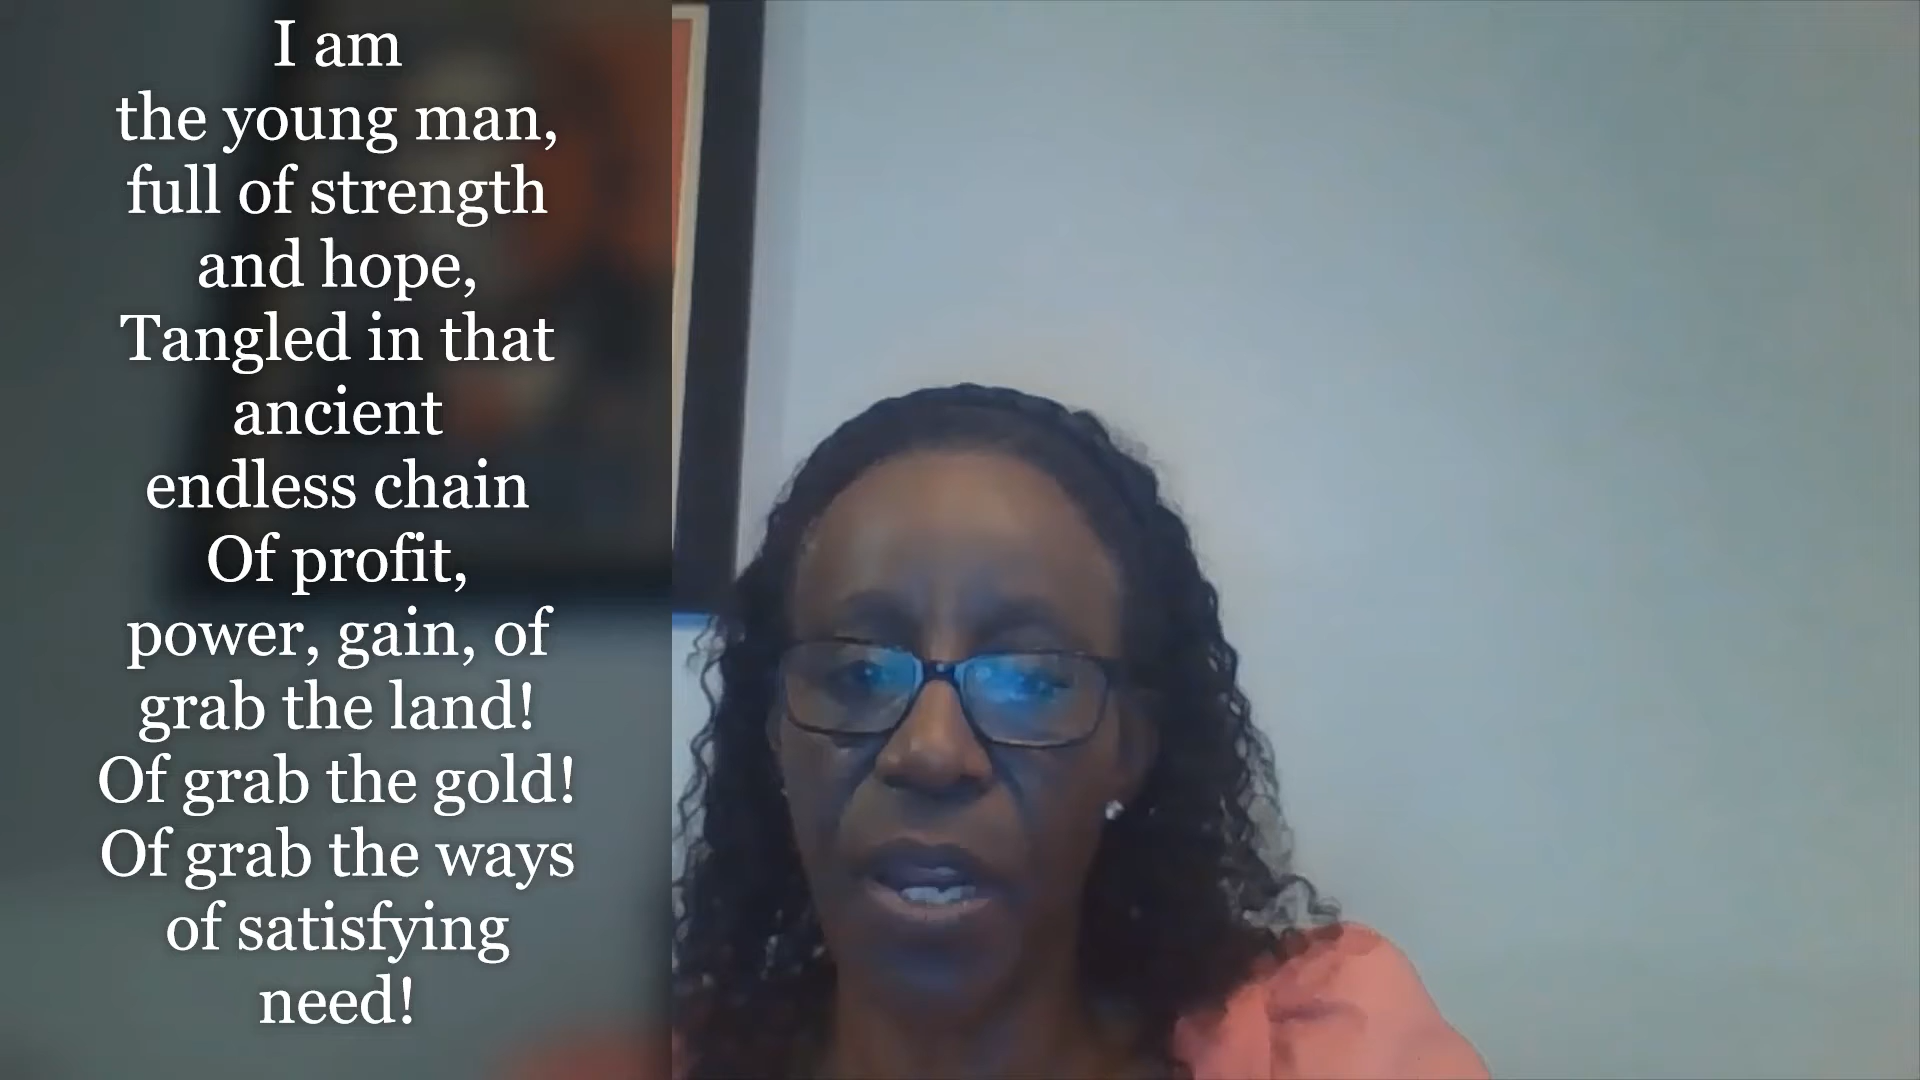 I am
the young man,
full of strength
and hope,
Tangled in that
ancient
endless chain
Of profit,
power, gain, of
grab the land!
Of grab the gold!
Of grab the ways
of satisfying
need!